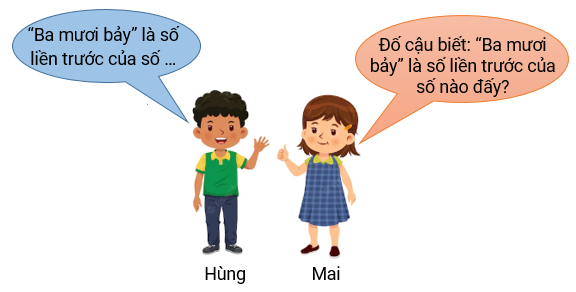 “Ba mươi bảy” là số
liền trước của số ...
Đố cậu biết: “Ba mươi
bảy” là số liền trước của
số nào đấy?
Hùng
Mai